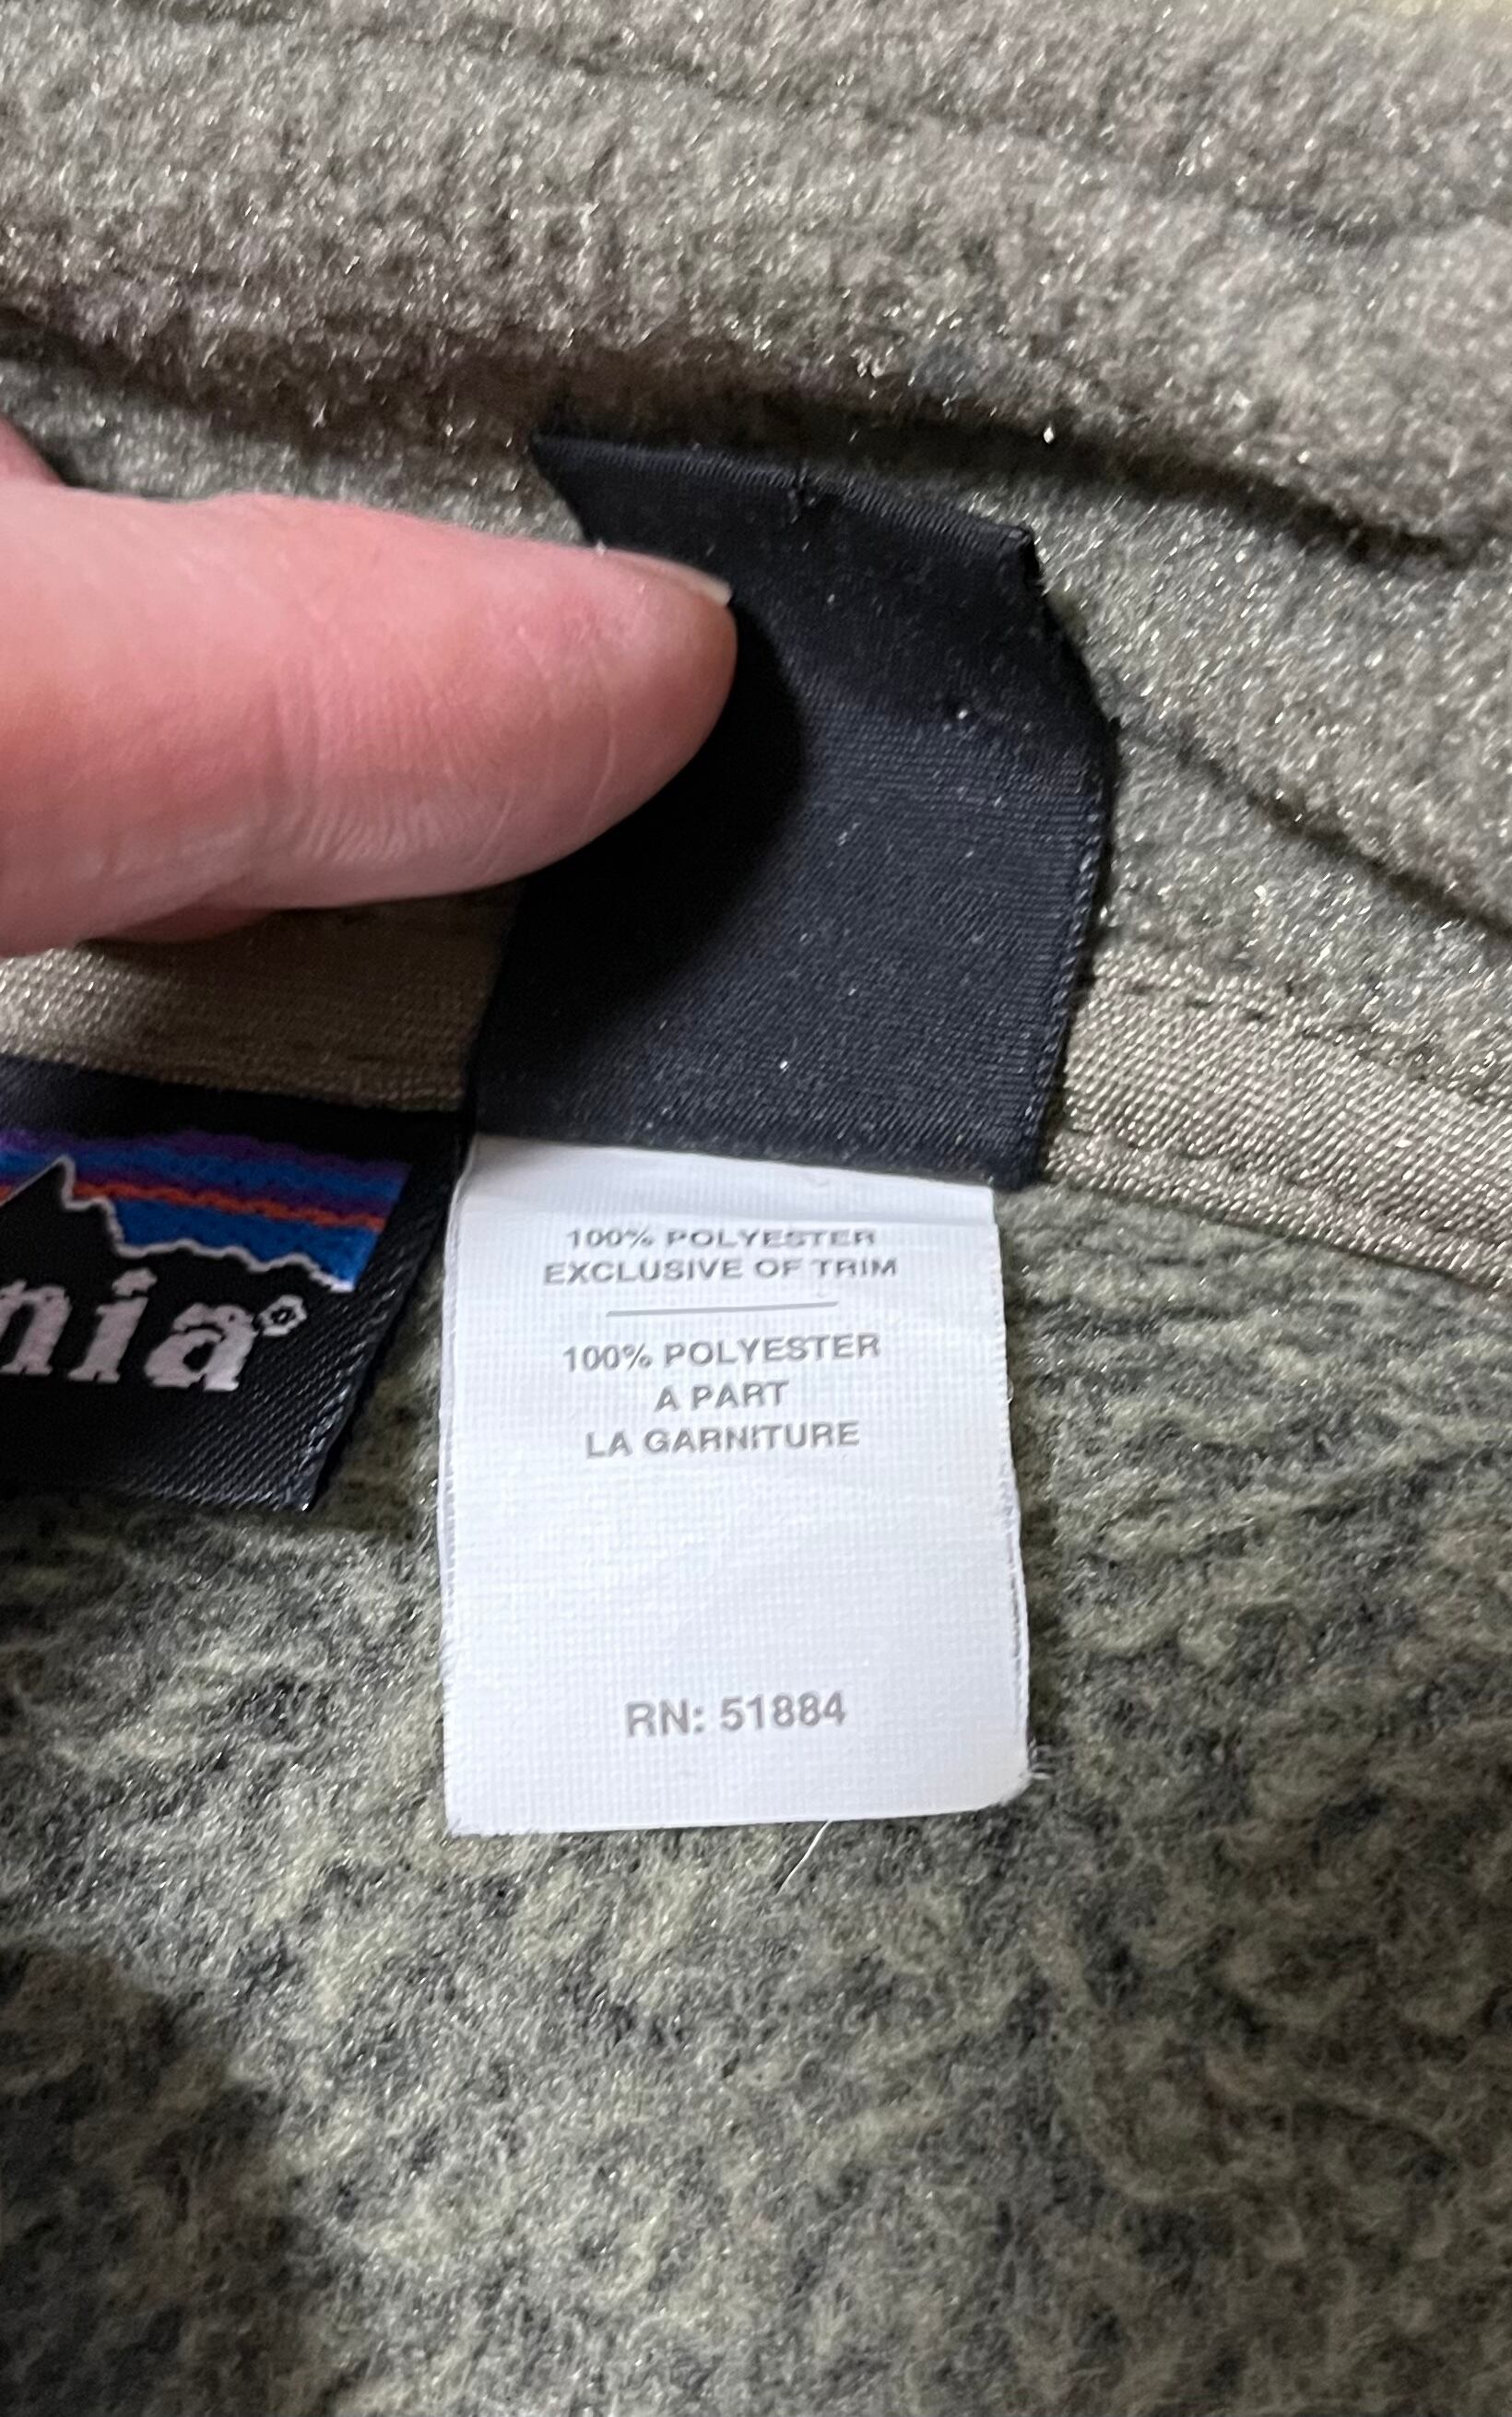 nia®
100% POLYESTER
EXCLUSIVE OF TRIM
100% POLYESTER
A PART
LA GARNITURE
RN: 51884